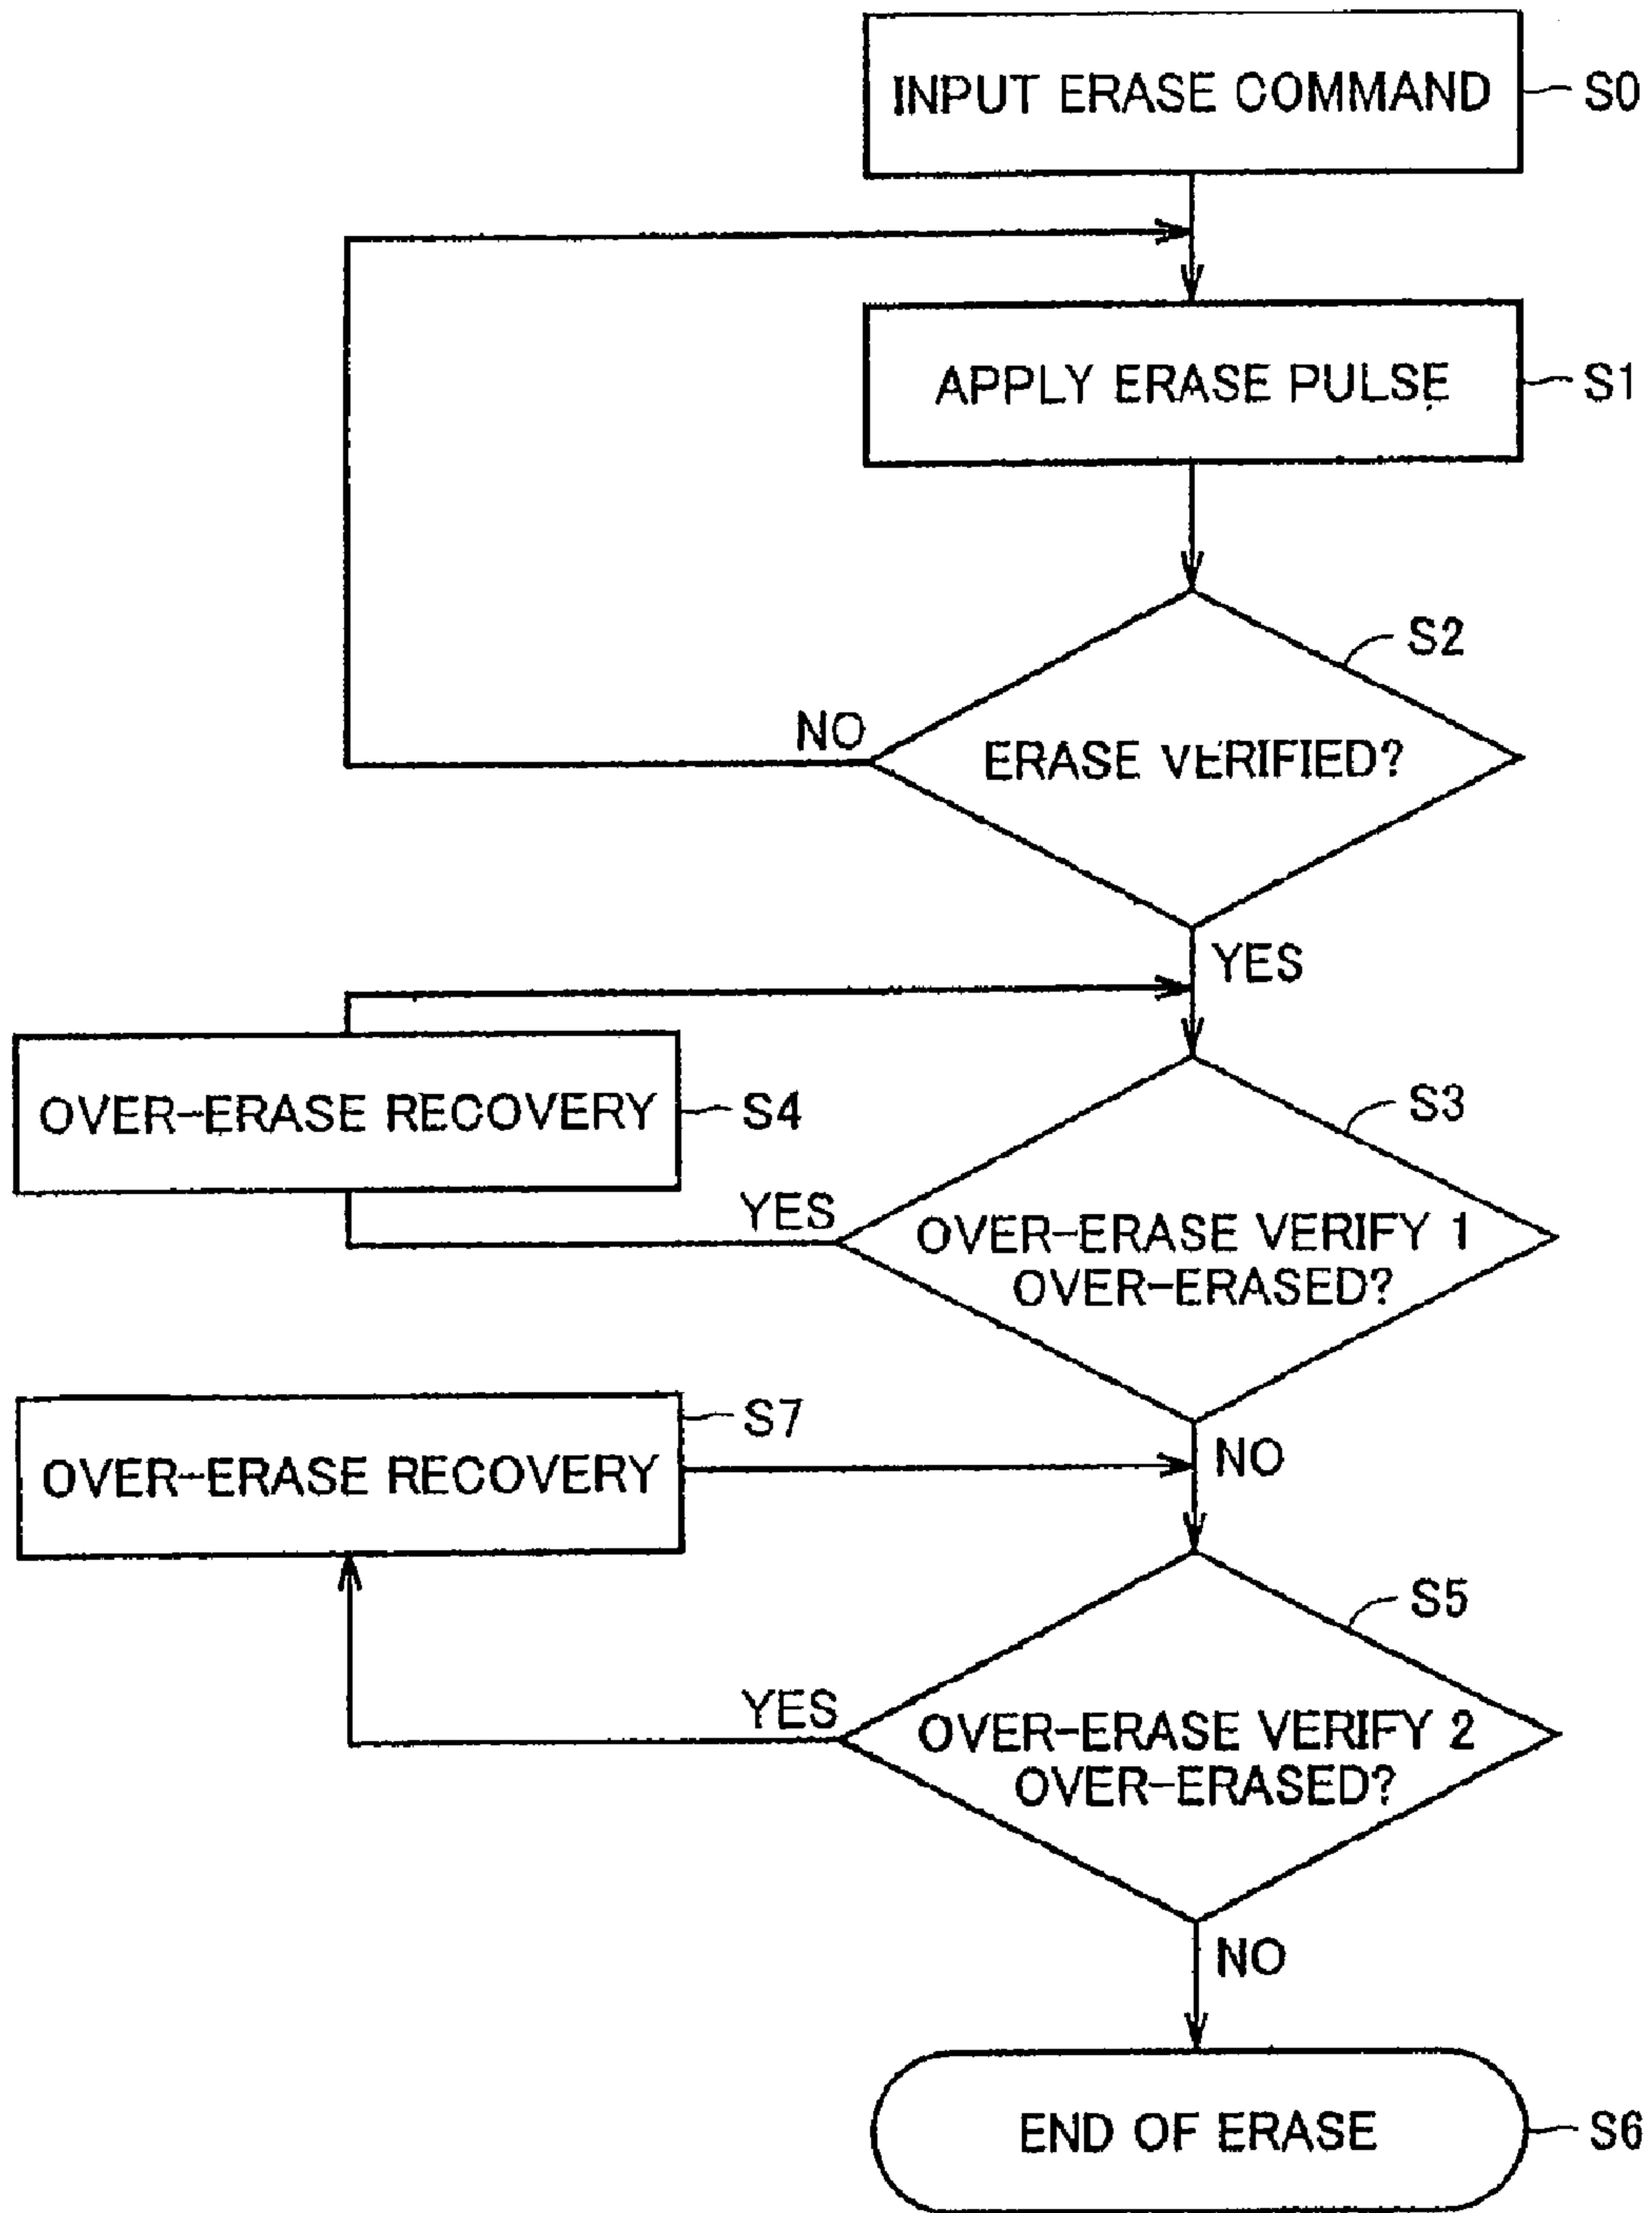 INPUT ERASE COMMAND
S0
APPLY ERASE PULSE
S1
S2
NO
ERASE VERIFIED?
YES
OVER-ERASE RECOVERY
S4
S3
YES
OVER-ERASE VERIFY 1
OVER-ERASED?
S7
OVER-ERASE RECOVERY
NO
S5
YES
OVER-ERASE VERIFY 2
OVER-ERASED?
NO
END OF ERASE
S6